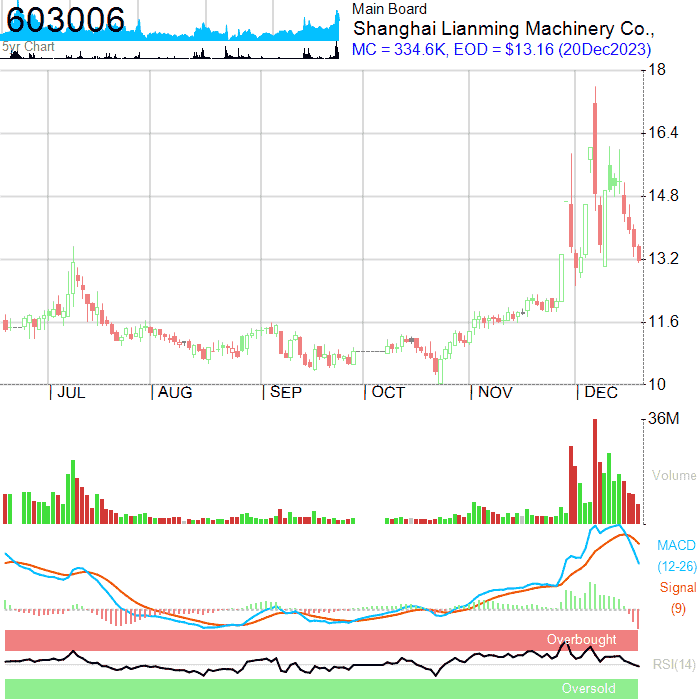 603006
5yr Chart
Main Board
Shanghai Lianming Machinery Co.,
MC = 334.6K, EOD = $13.16 (20Dec2023)
18
16.4
14.8
13.2
11.6
10
JUL AUG SEP OCT NOV DEC
36M
Volume
MACD
(12-26)
Signal
(9)
Overbought
RSI(14)
Oversold